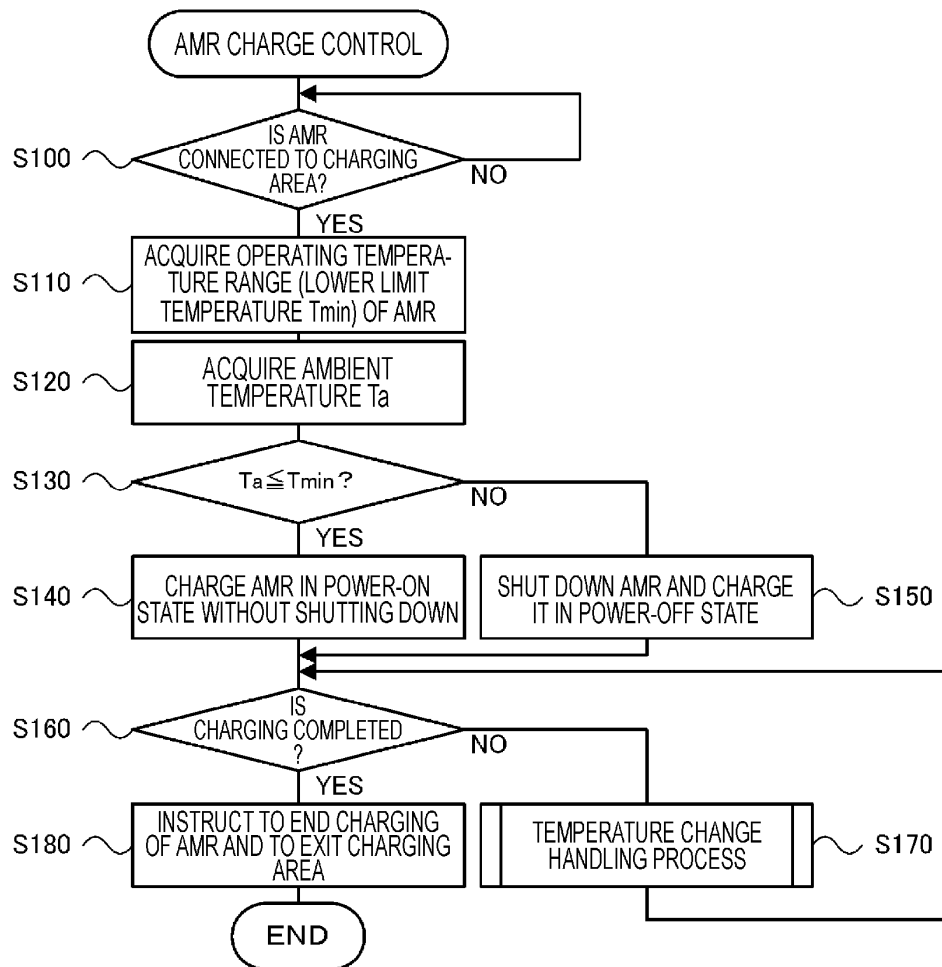 AMR CHARGE CONTROL
IS AMR
CONNECTED TO CHARGING
AREA?
S100
NO
YES
ACQUIRE OPERATING TEMPERA-
TURE RANGE (LOWER LIMIT
TEMPERATURE Tmin) OF AMR
S110
ACQUIRE AMBIENT
TEMPERATURE Ta
S120
S130
Ta≦Tmin?
NO
YES
S140
CHARGE AMR IN POWER-ON
STATE WITHOUT SHUTTING DOWN
SHUT DOWN AMR AND CHARGE
IT IN POWER-OFF STATE
S150
S160
IS
CHARGING COMPLETED
?
NO
YES
S180
INSTRUCT TO END CHARGING
OF AMR AND TO EXIT CHARGING
AREA
TEMPERATURE CHANGE
HANDLING PROCESS
S170
END